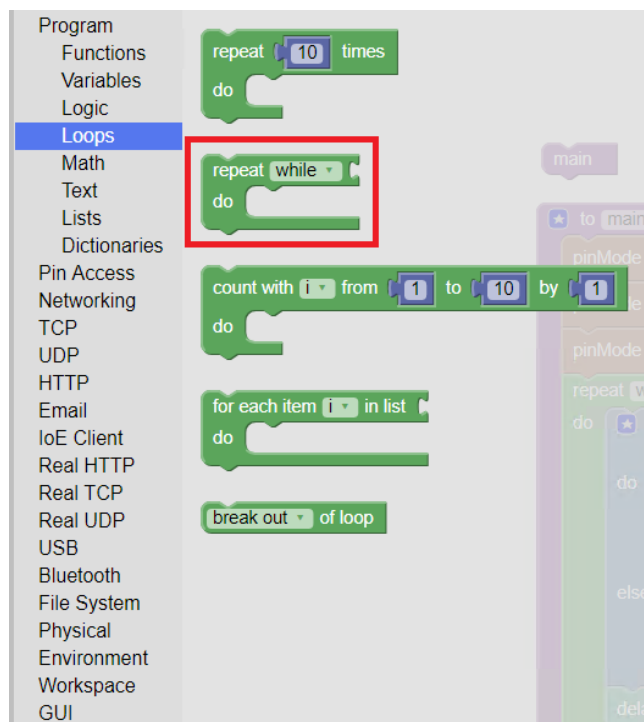 Program
Functions
Variables
Logic
Loops
Math
Text
Lists
Dictionaries
Pin Access
Networking
TCP
UDP
HTTP
Email
IoE Client
Real HTTP
Real TCP
Real UDP
USB
Bluetooth
File System
Physical
Environment
Workspace
GUI
repeat 10 times
do
repeat while
do
count with i from 1 to 10 by 1
do
for each item i in list
do
break out of loop
main
to main
pinMode
pinMode
repeat
do
do